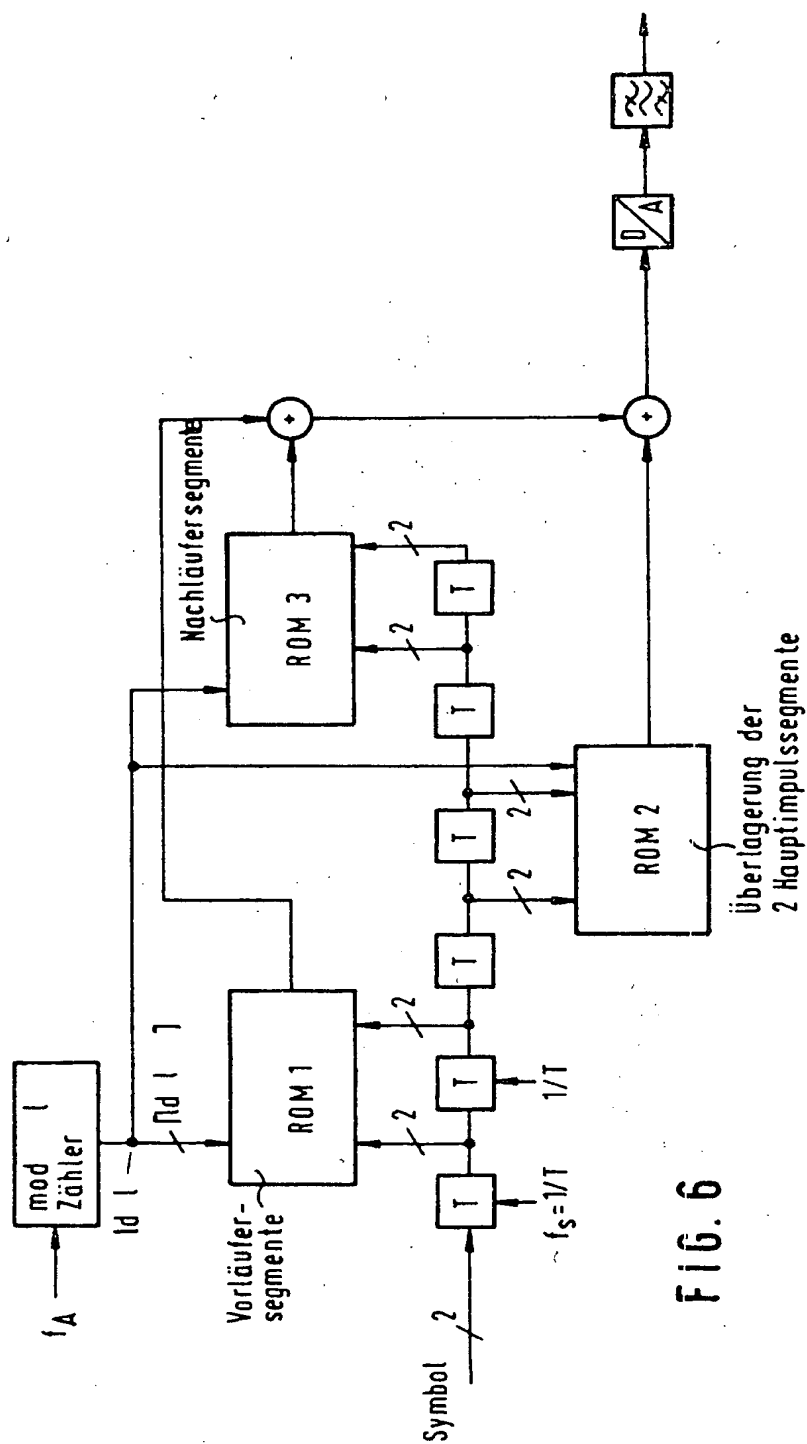 f_A
mod l
Zähler
ld l
⌈ld l ⌉
Vorläufer-
segmente
ROM 1
Nachläufersegmente
ROM 3
2
2
2
2
Symbol
2
T
T
T
T
T
T
f_S=1/T
1/T
2
2
ROM 2
Überlagerung der
2 Hauptimpulssegmente
+
+
D/A
FIG. 6